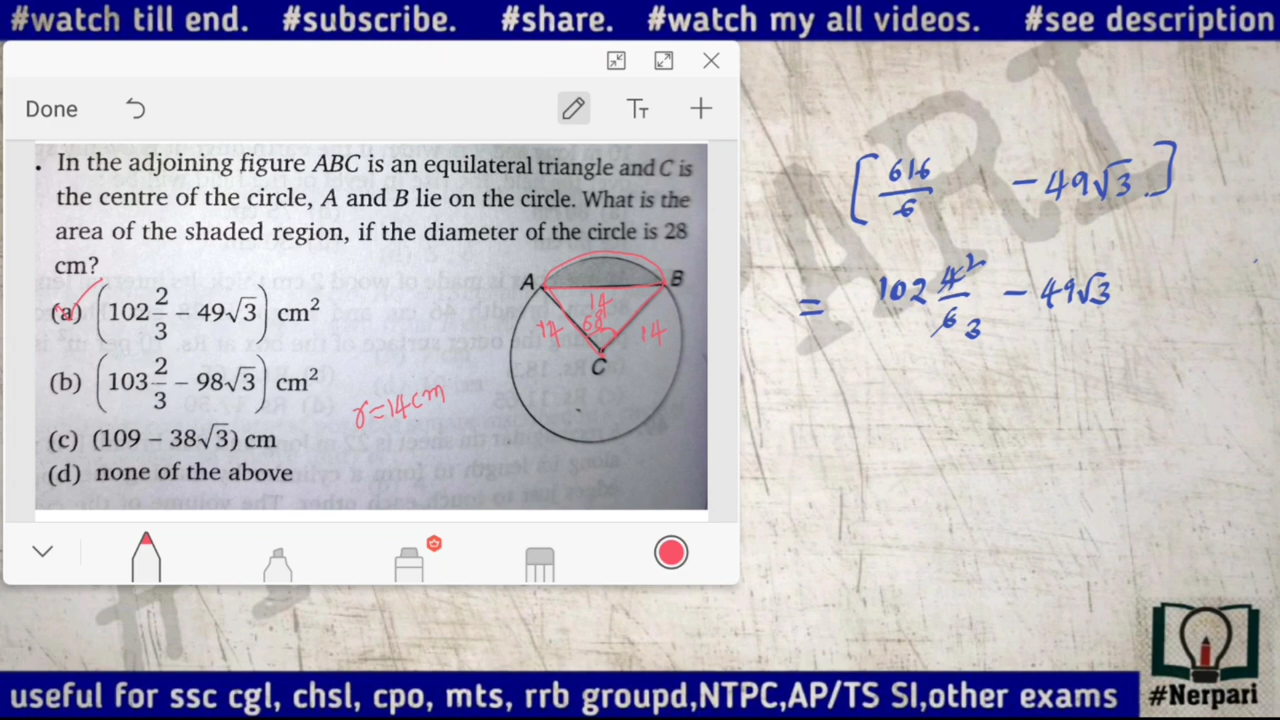 #watch till end. #subscribe. #share. #watch my all videos. #see description
Done
. In the adjoining figure ABC is an equilateral triangle and C is
the centre of the circle, A and B lie on the circle. What is the
area of the shaded region, if the diameter of the circle is 28
cm?
(a) (102 2/3 - 49√3) cm²
(b) (103 2/3 - 98√3) cm²
(c) (109 - 38√3) cm
(d) none of the above
A B
14
14 60 14
C
r=14cm
[616/6 - 49√3]
= 102 4/6 2/3 - 49√3
#Nerpari
useful for ssc cgl, chsl, cpo, mts, rrb groupd,NTPC,AP/TS SI,other exams